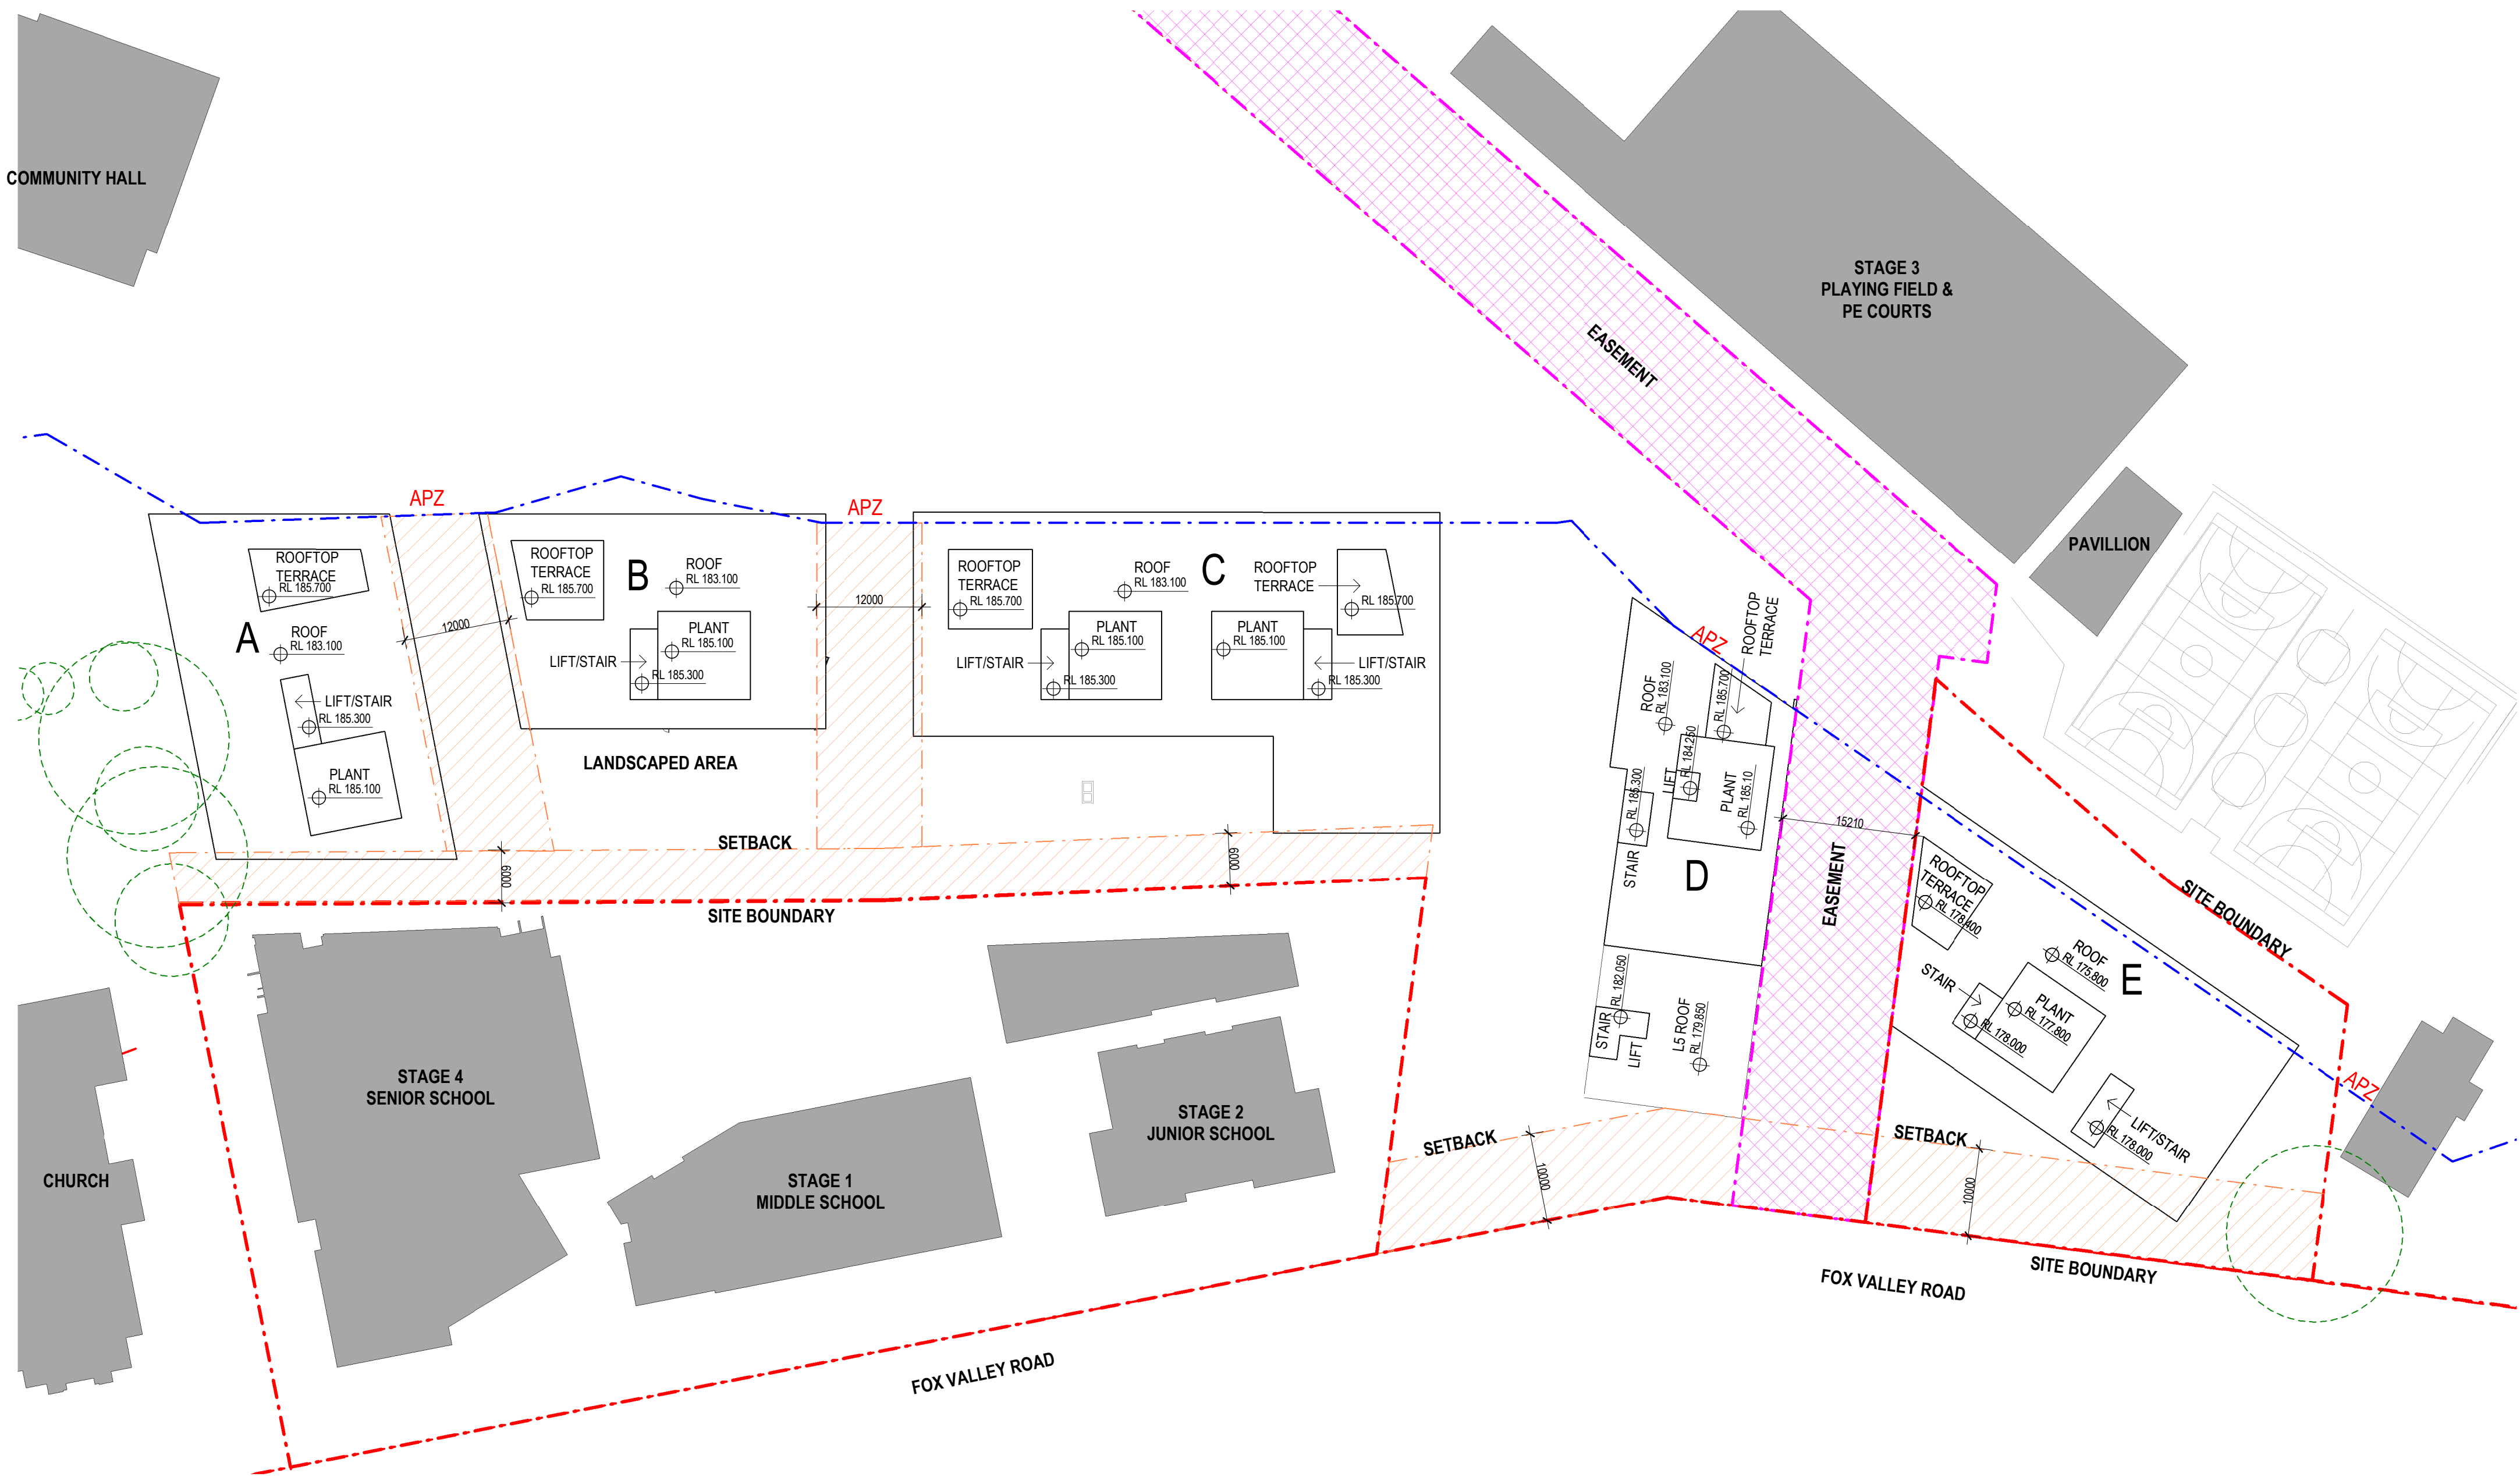 COMMUNITY HALL
STAGE 3
PLAYING FIELD &
PE COURTS
EASEMENT
PAVILLION
APZ
APZ
APZ
ROOFTOP
TERRACE
RL 185.700
A
ROOF
RL 183.100
LIFT/STAIR
RL 185.300
PLANT
RL 185.100
12000
ROOFTOP
TERRACE
RL 185.700
B
ROOF
RL 183.100
PLANT
RL 185.100
LIFT/STAIR
RL 185.300
LANDSCAPED AREA
12000
ROOFTOP
TERRACE
RL 185.700
ROOF
RL 183.100
C
ROOFTOP
TERRACE
RL 185.700
PLANT
RL 185.100
LIFT/STAIR
RL 185.300
PLANT
RL 185.100
LIFT/STAIR
RL 185.300
ROOFTOP
TERRACE
RL 185.700
ROOF
RL 183.100
RL 184.250
LIFT
RL 185.300
STAIR
PLANT
RL 185.10
D
RL 182.050
STAIR
LIFT
L5 ROOF
RL 179.850
15210
EASEMENT
ROOFTOP
TERRACE
RL 178.400
ROOF
RL 175.800
E
STAIR
RL 178.000
PLANT
RL 177.800
LIFT/STAIR
RL 178.000
SITE BOUNDARY
APZ
SETBACK
6000
6000
SITE BOUNDARY
STAGE 4
SENIOR SCHOOL
CHURCH
STAGE 1
MIDDLE SCHOOL
STAGE 2
JUNIOR SCHOOL
SETBACK
10000
SETBACK
10000
SITE BOUNDARY
FOX VALLEY ROAD
FOX VALLEY ROAD